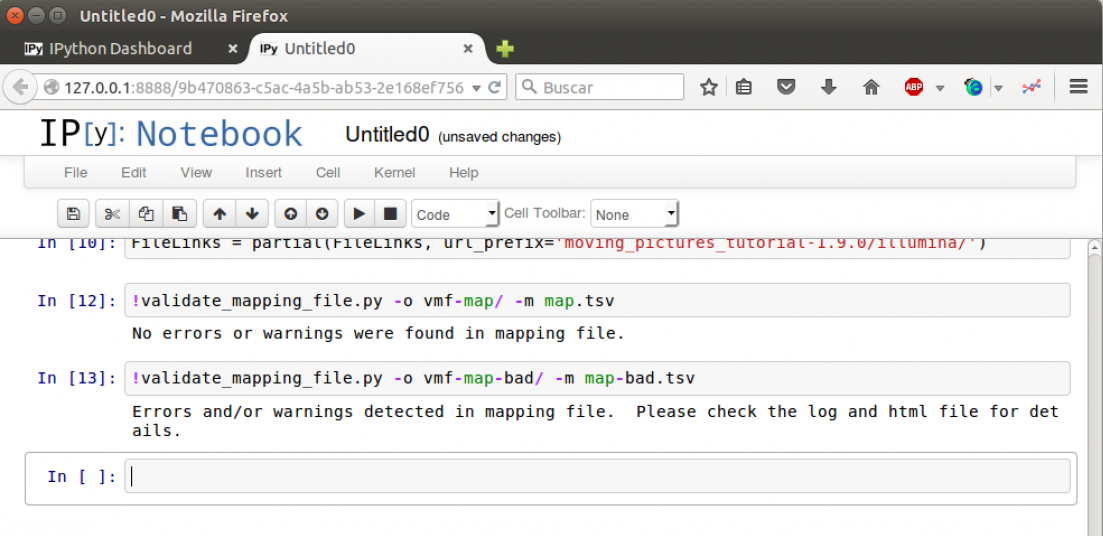 Untitled0 - Mozilla Firefox
IPy IPython Dashboard × IPy Untitled0 ×
127.0.0.1:8888/9b470863-c5ac-4a5b-ab53-2e168ef756 Buscar ABP
IP[y]: Notebook Untitled0 (unsaved changes)
File Edit View Insert Cell Kernel Help
Code Cell Toolbar: None
In [10]: FileLinks = partial(FileLinks, url_prefix='moving_pictures_tutorial-1.9.0/illumina/')
In [12]: !validate_mapping_file.py -o vmf-map/ -m map.tsv
No errors or warnings were found in mapping file.
In [13]: !validate_mapping_file.py -o vmf-map-bad/ -m map-bad.tsv
Errors and/or warnings detected in mapping file.  Please check the log and html file for det
ails.
In [ ]: